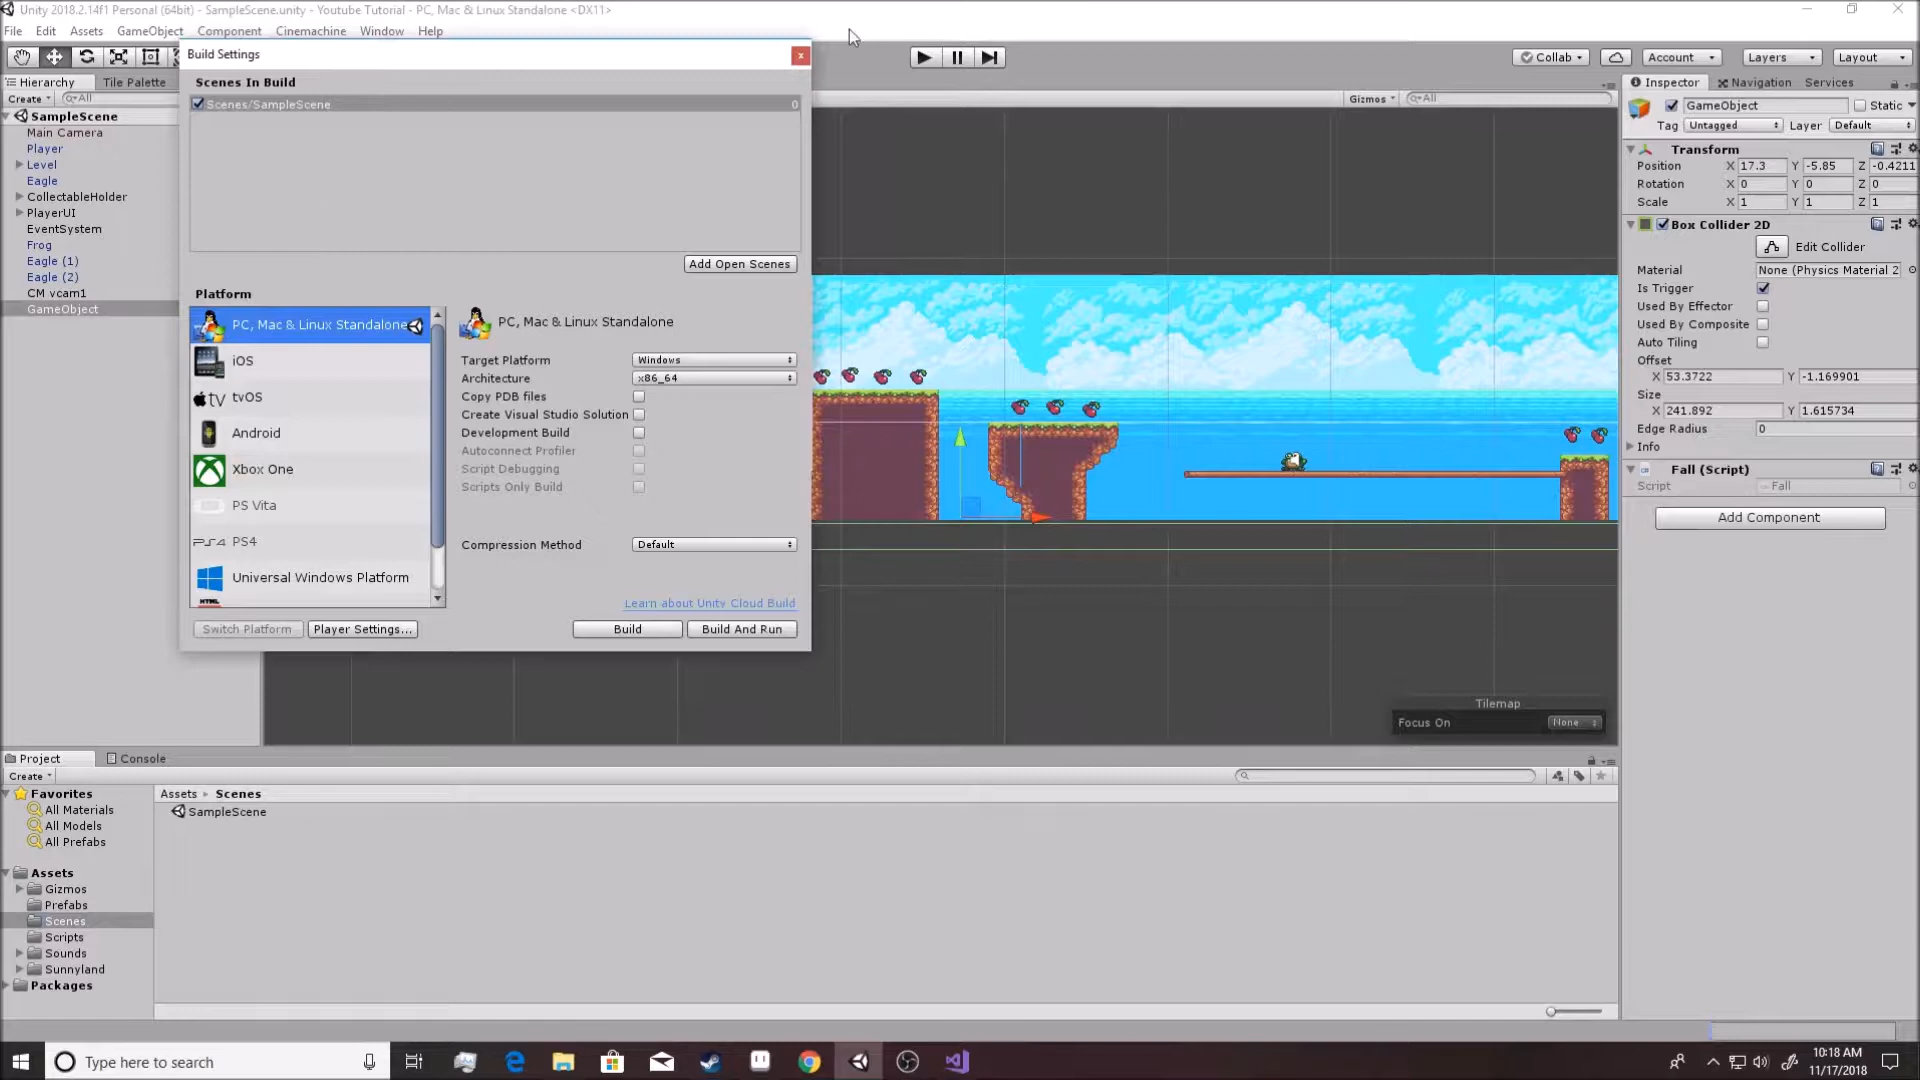 Unity 2018.2.14f1 Personal (64bit) - SampleScene.unity - Youtube Tutorial - PC, Mac & Linux Standalone <DX11>
File Edit Assets GameObject Component Cinemachine Window Help
Collab Account Layers Layout
Build Settings
Hierarchy Tile Palette
Create All
SampleScene
Main Camera
Player
Level
Eagle
CollectableHolder
PlayerUI
EventSystem
Frog
Eagle (1)
Eagle (2)
CM vcam1
GameObject
Scenes In Build
Scenes/SampleScene 0
Add Open Scenes
Platform
PC, Mac & Linux Standalone
iOS
tvOS
Android
Xbox One
PS Vita
PS4
Universal Windows Platform
HTML
PC, Mac & Linux Standalone
Target Platform Windows
Architecture x86_64
Copy PDB files
Create Visual Studio Solution
Development Build
Autoconnect Profiler
Script Debugging
Scripts Only Build
Compression Method Default
Learn about Unity Cloud Build
Switch Platform Player Settings... Build Build And Run
Gizmos All
Tilemap
Focus On None
Inspector Navigation Services
GameObject Static
Tag Untagged Layer Default
Transform
Position X 17.3 Y -5.85 Z -0.4211
Rotation X 0 Y 0 Z 0
Scale X 1 Y 1 Z 1
Box Collider 2D
Edit Collider
Material None (Physics Material 2
Is Trigger
Used By Effector
Used By Composite
Auto Tiling
Offset
X 53.3722 Y -1.169901
Size
X 241.892 Y 1.615734
Edge Radius 0
Info
Fall (Script)
Script Fall
Add Component
Project Console
Create
Favorites
All Materials
All Models
All Prefabs
Assets
Gizmos
Prefabs
Scenes
Scripts
Sounds
Sunnyland
Packages
Assets Scenes
SampleScene
Type here to search
10:18 AM
11/17/2018